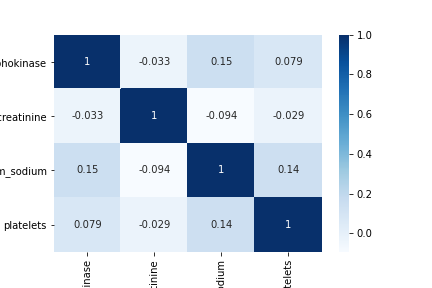 1.0
hokinase 1 -0.033 0.15 0.079
0.8
creatinine -0.033 1 -0.094 -0.029
0.6
0.4
m_sodium 0.15 -0.094 1 0.14
0.2
platelets 0.079 -0.029 0.14 1
0.0
inase
tinine
odium
telets